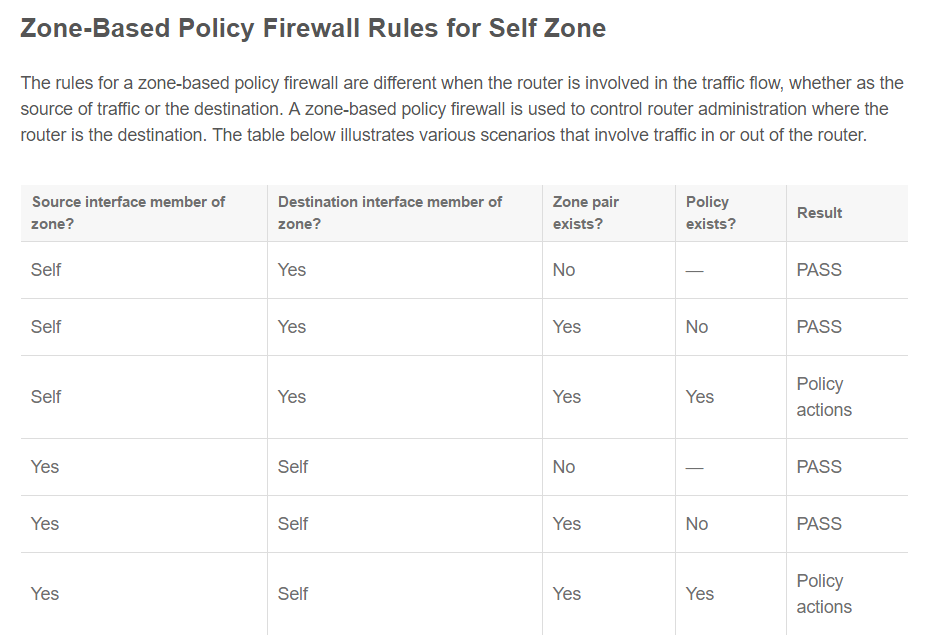 Zone-Based Policy Firewall Rules for Self Zone
The rules for a zone-based policy firewall are different when the router is involved in the traffic flow, whether as the
source of traffic or the destination. A zone-based policy firewall is used to control router administration where the
router is the destination. The table below illustrates various scenarios that involve traffic in or out of the router.
Source interface member of zone? Destination interface member of zone? Zone pair exists? Policy exists? Result
Self Yes No — PASS
Self Yes Yes No PASS
Self Yes Yes Yes Policy actions
Yes Self No — PASS
Yes Self Yes No PASS
Yes Self Yes Yes Policy actions